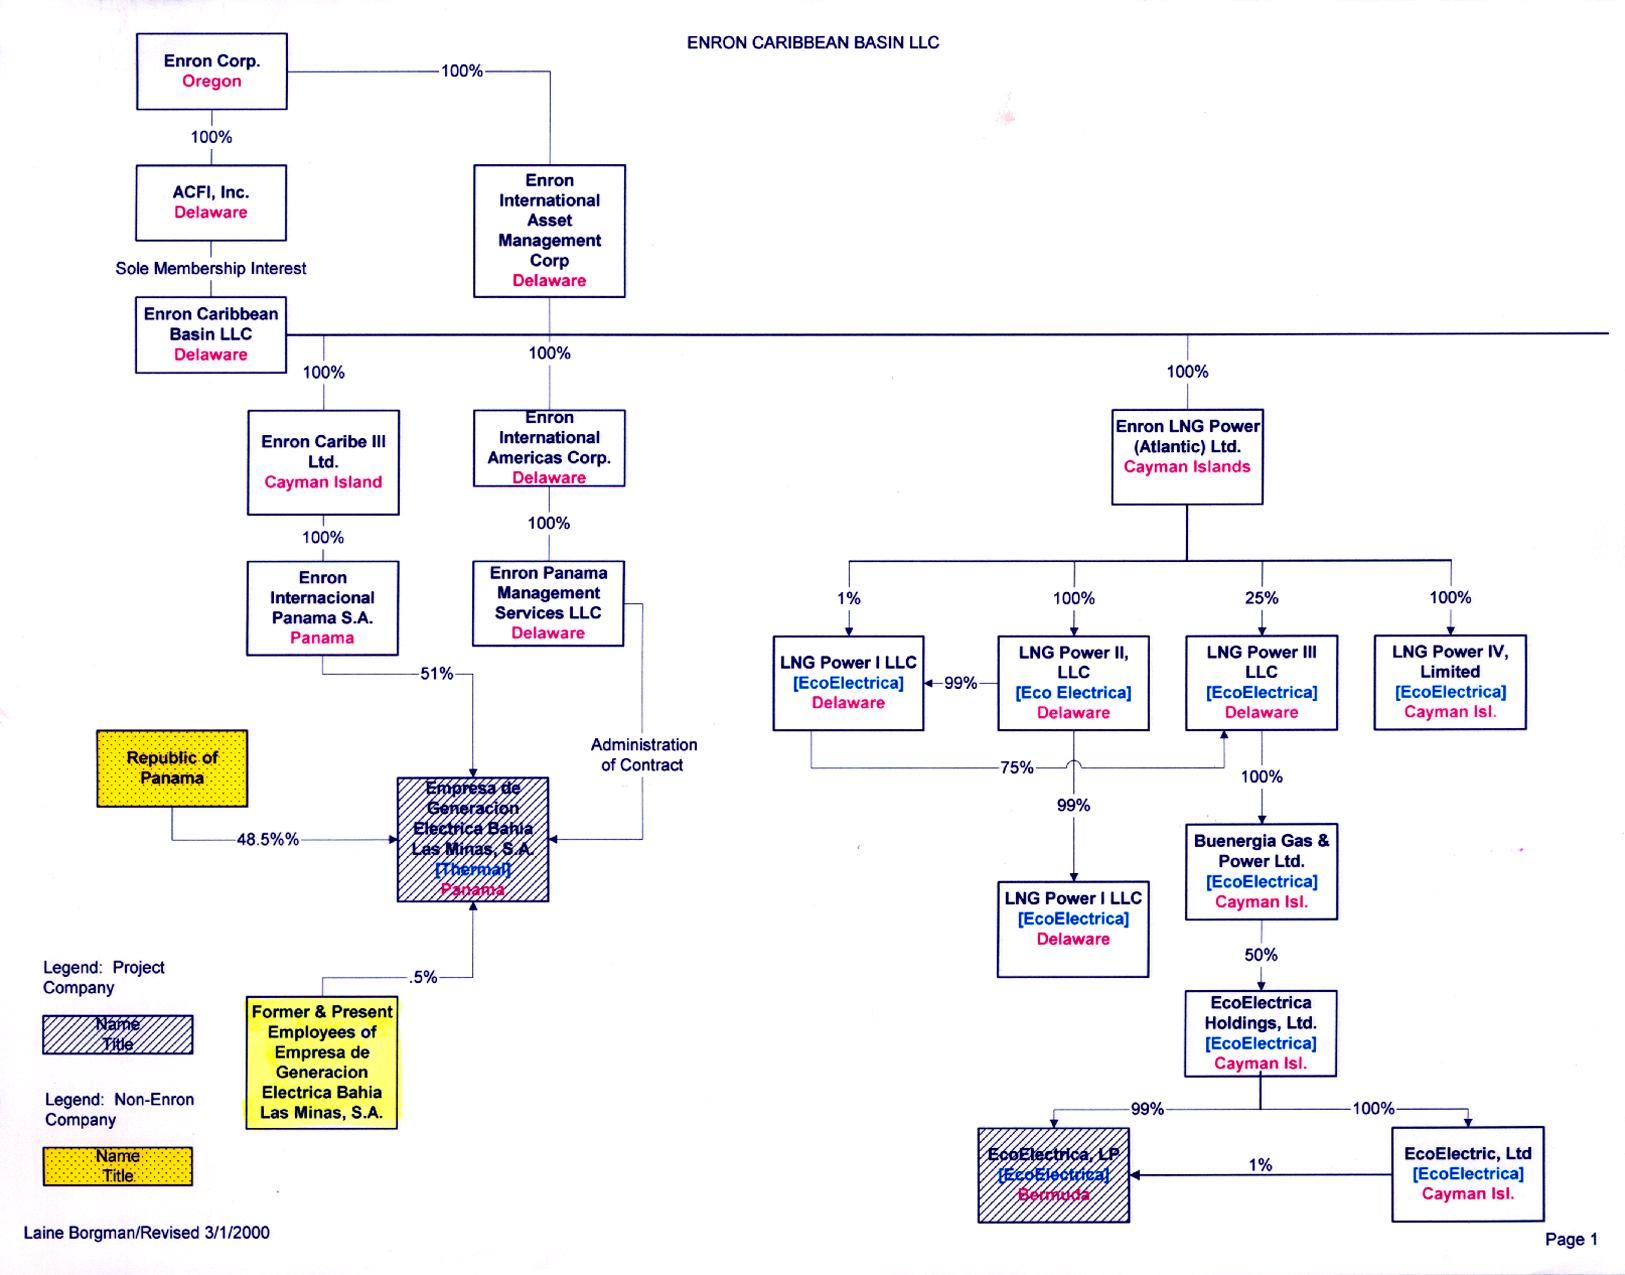 ENRON CARIBBEAN BASIN LLC
Enron Corp.
Oregon
100%
100%
ACFI, Inc.
Delaware
Enron
International
Asset
Management
Corp
Delaware
Sole Membership Interest
Enron Caribbean
Basin LLC
Delaware
100%
100%
100%
Enron Caribe III
Ltd.
Cayman Island
Enron
International
Americas Corp.
Delaware
Enron LNG Power
(Atlantic) Ltd.
Cayman Islands
100%
100%
Enron
Internacional
Panama S.A.
Panama
Enron Panama
Management
Services LLC
Delaware
1%
100%
25%
100%
LNG Power I LLC
[EcoElectrica]
Delaware
99%
LNG Power II,
LLC
[Eco Electrica]
Delaware
LNG Power III
LLC
[EcoElectrica]
Delaware
LNG Power IV,
Limited
[EcoElectrica]
Cayman Isl.
51%
Republic of
Panama
Administration
of Contract
75%
100%
99%
48.5%%
Empresa de
Generacion
Electrica Bahia
Las Minas, S.A.
[Thermal]
Panama
Buenergia Gas &
Power Ltd.
[EcoElectrica]
Cayman Isl.
LNG Power I LLC
[EcoElectrica]
Delaware
50%
.5%
Legend: Project
Company
Name
Title
Former & Present
Employees of
Empresa de
Generacion
Electrica Bahia
Las Minas, S.A.
EcoElectrica
Holdings, Ltd.
[EcoElectrica]
Cayman Isl.
Legend: Non-Enron
Company
Name
Title
99%
100%
EcoElectrica, LP
[EcoElectrica]
Bermuda
1%
EcoElectric, Ltd
[EcoElectrica]
Cayman Isl.
Laine Borgman/Revised 3/1/2000
Page 1